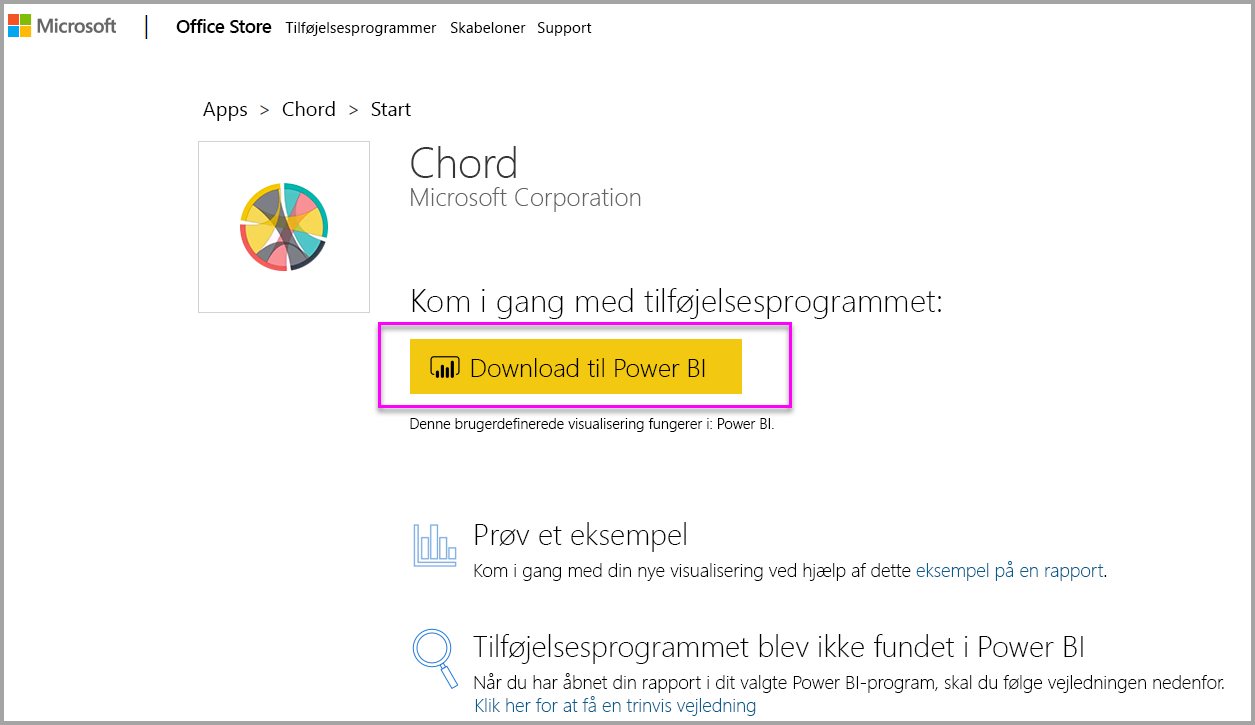 Microsoft | Office Store Tilføjelsesprogrammer Skabeloner Support
Apps > Chord > Start
Chord
Microsoft Corporation
Kom i gang med tilføjelsesprogrammet:
Download til Power BI
Denne brugerdefinerede visualisering fungerer i: Power BI.
Prøv et eksempel
Kom i gang med din nye visualisering ved hjælp af dette eksempel på en rapport.
Tilføjelsesprogrammet blev ikke fundet i Power BI
Når du har åbnet din rapport i dit valgte Power BI-program, skal du følge vejledningen nedenfor.
Klik her for at få en trinvis vejledning